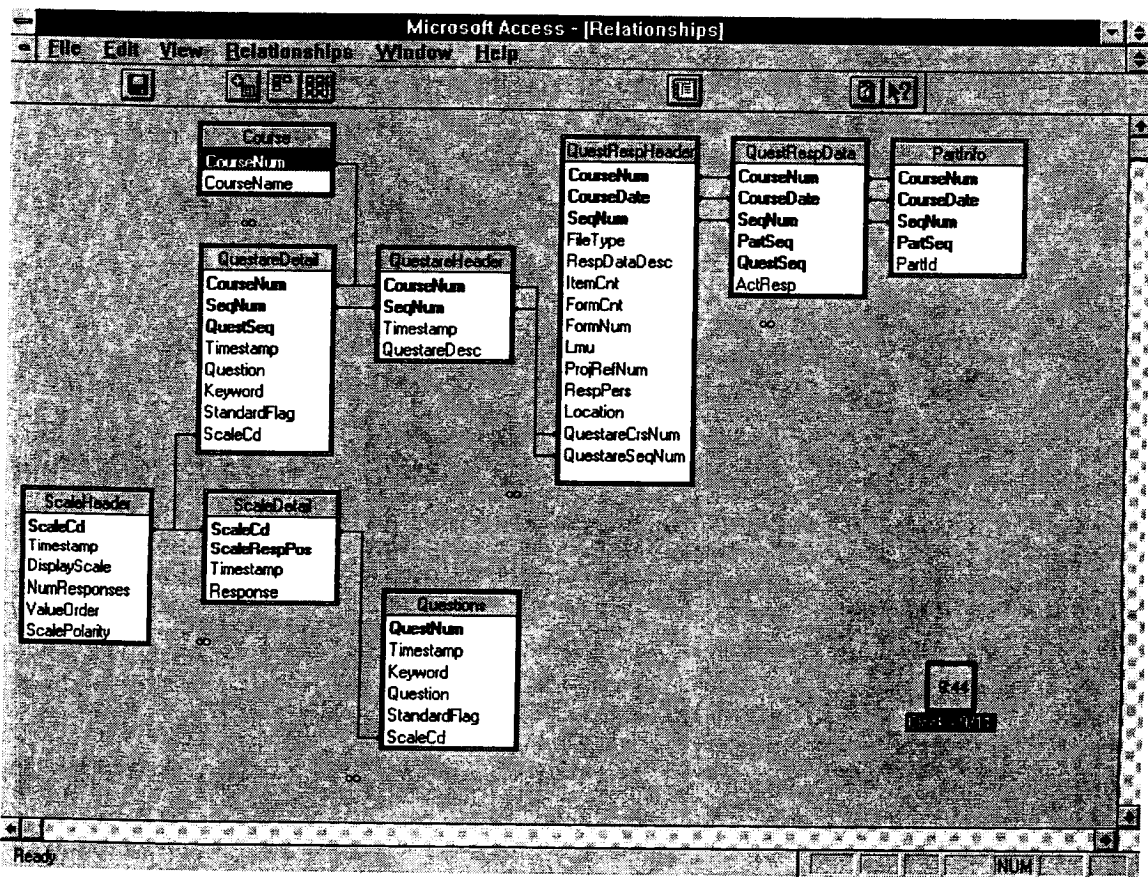 Microsoft Access - [Relationships]
File Edit View Relationships Window Help
Course
CourseNum
CourseName
QuestareDetail
CourseNum
SeqNum
QuestSeq
Timestamp
Question
Keyword
StandardFlag
ScaleCd
QuestareHeader
CourseNum
SeqNum
Timestamp
QuestareDesc
QuestRespHeader
CourseNum
CourseDate
SeqNum
FileType
RespDataDesc
ItemCnt
FormCnt
FormNum
Lmu
ProjRefNum
RespPers
Location
QuestareCrsNum
QuestareSeqNum
QuestRespData
CourseNum
CourseDate
SeqNum
PartSeq
QuestSeq
ActResp
PartInfo
CourseNum
CourseDate
SeqNum
PartSeq
PartId
ScaleHeader
ScaleCd
Timestamp
DisplayScale
NumResponses
ValueOrder
ScalePolarity
ScaleDetail
ScaleCd
ScaleRespPos
Timestamp
Response
Questions
QuestNum
Timestamp
Keyword
Question
StandardFlag
ScaleCd
9:44
Ready
NUM